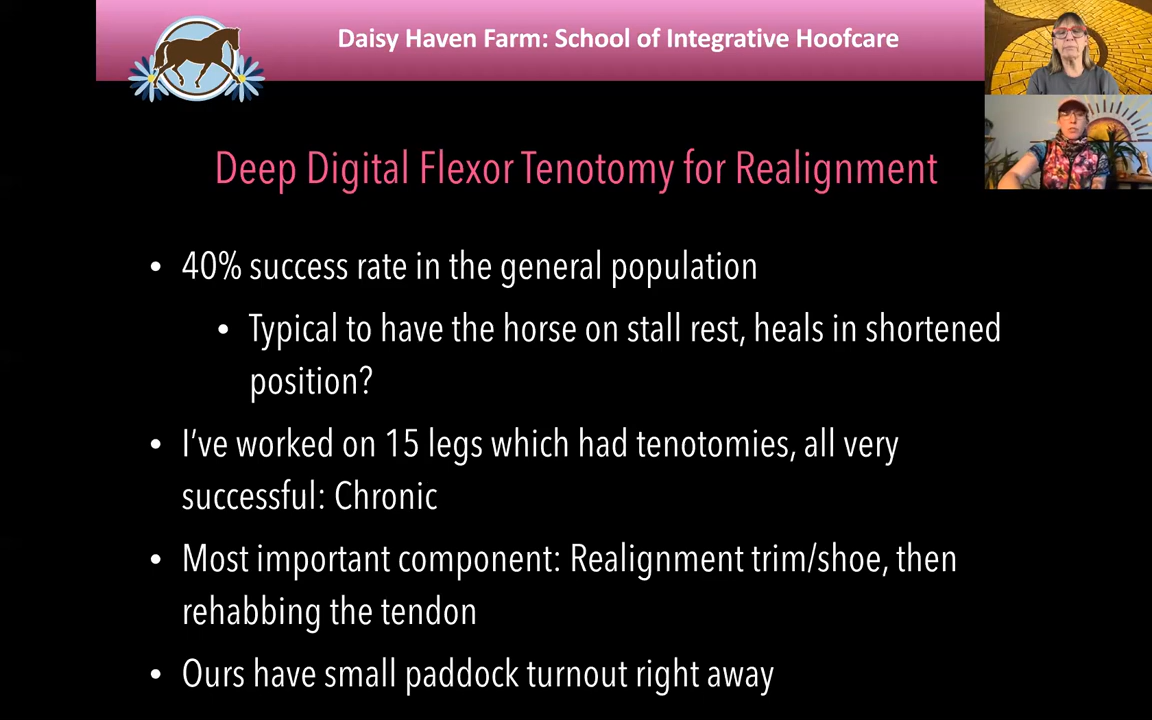 Daisy Haven Farm: School of Integrative Hoofcare
Deep Digital Flexor Tenotomy for Realignment
• 40% success rate in the general population
• Typical to have the horse on stall rest, heals in shortened
position?
• I've worked on 15 legs which had tenotomies, all very
successful: Chronic
• Most important component: Realignment trim/shoe, then
rehabbing the tendon
• Ours have small paddock turnout right away